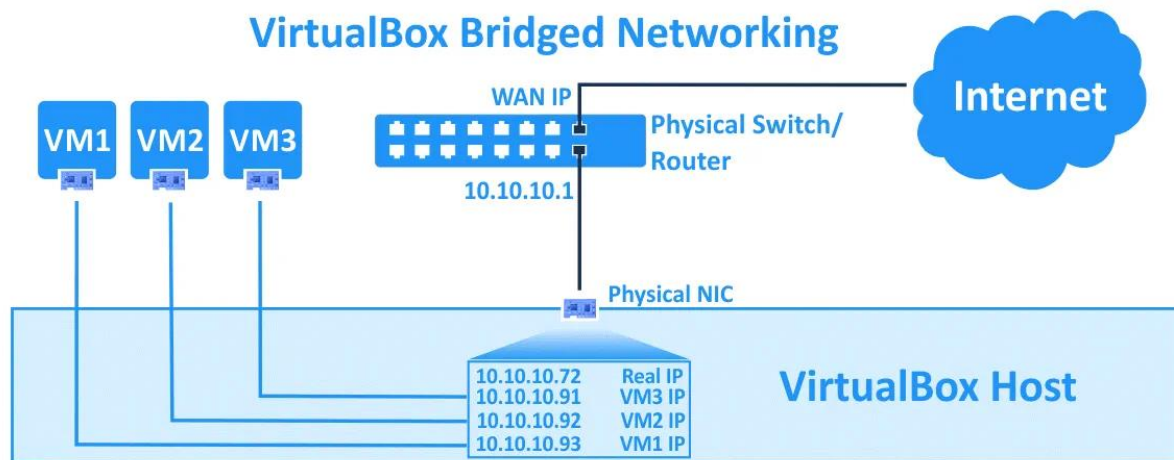 VirtualBox Bridged Networking
VM1
VM2
VM3
WAN IP
Physical Switch/
Router
10.10.10.1
Internet
Physical NIC
10.10.10.72 Real IP
10.10.10.91 VM3 IP
10.10.10.92 VM2 IP
10.10.10.93 VM1 IP
VirtualBox Host